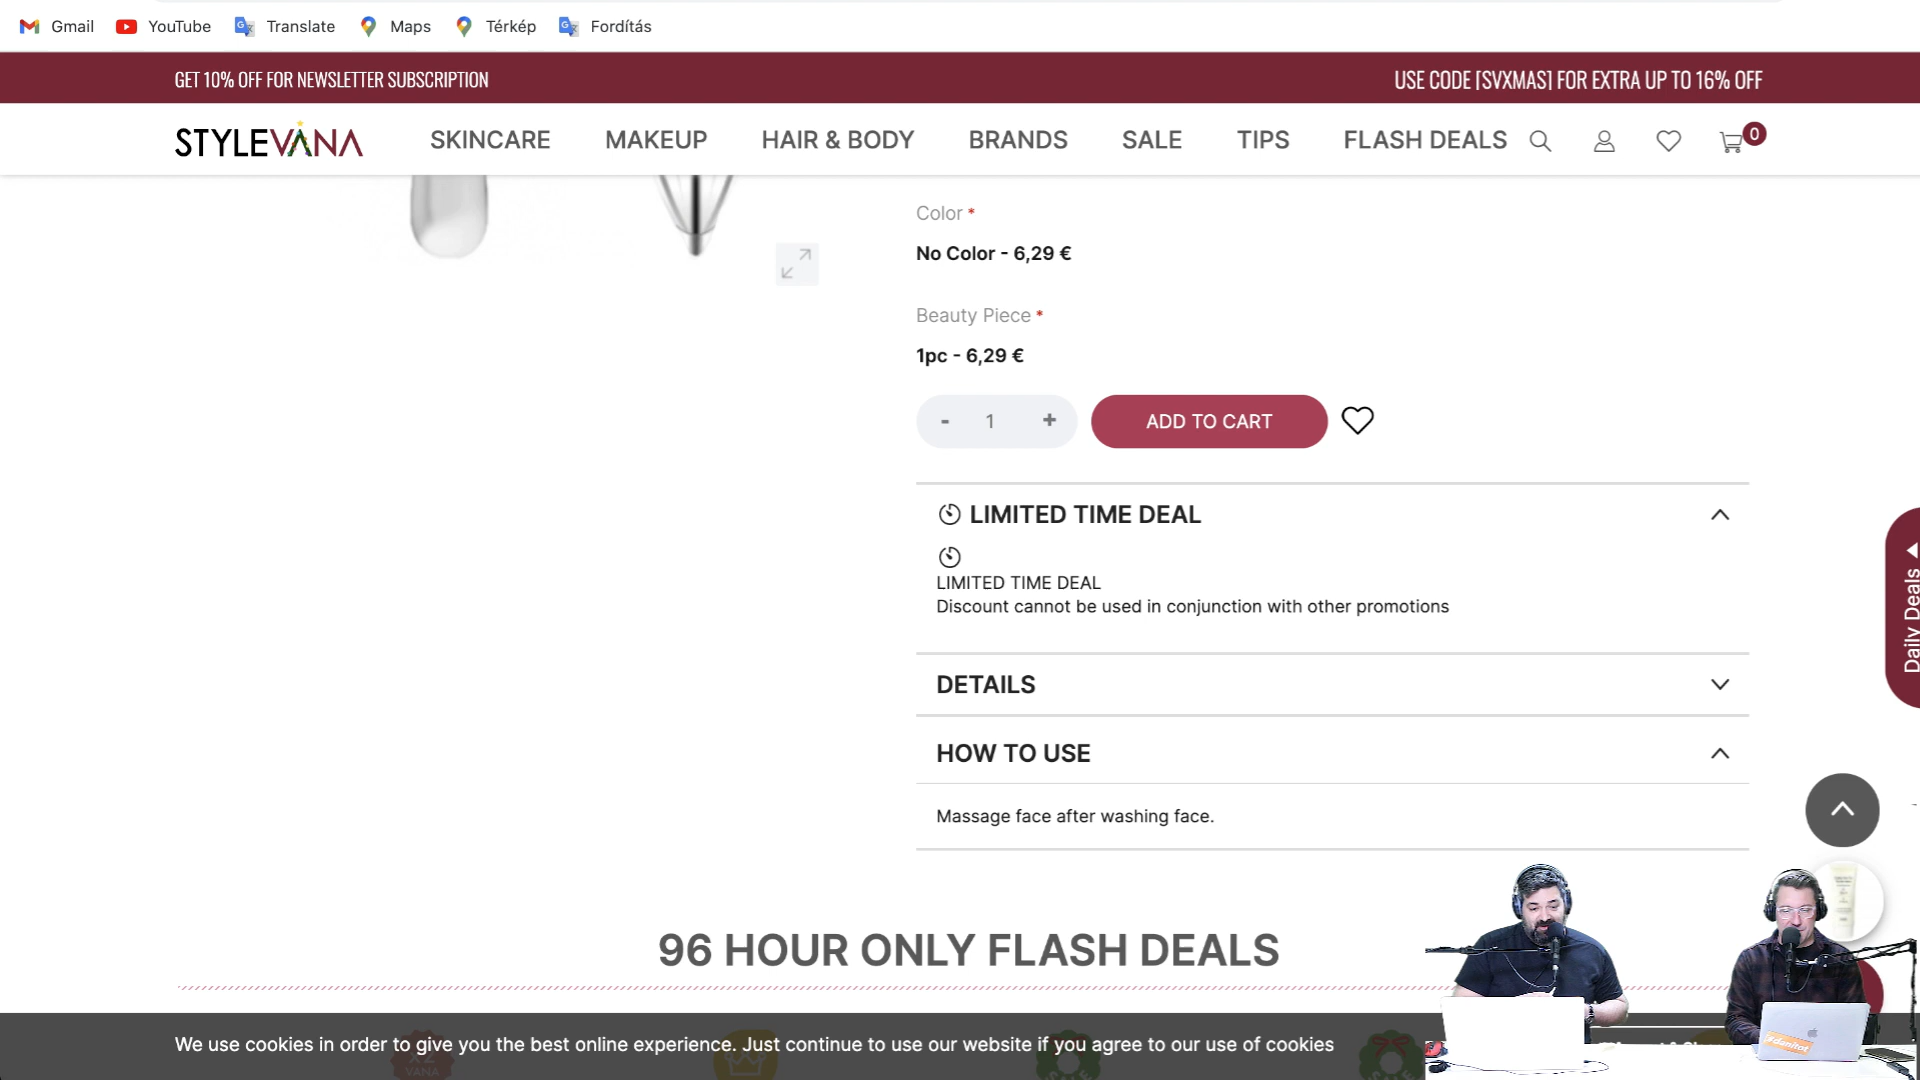 Gmail YouTube Translate Maps Térkép Fordítás
GET 10% OFF FOR NEWSLETTER SUBSCRIPTION USE CODE [SVXMAS] FOR EXTRA UP TO 16% OFF
STYLEVANA SKINCARE MAKEUP HAIR & BODY BRANDS SALE TIPS FLASH DEALS 0
Color *
No Color - 6,29 €
Beauty Piece *
1pc - 6,29 €
- 1 + ADD TO CART
LIMITED TIME DEAL
LIMITED TIME DEAL
Discount cannot be used in conjunction with other promotions
Daily Deals
DETAILS
HOW TO USE
Massage face after washing face.
96 HOUR ONLY FLASH DEALS
We use cookies in order to give you the best online experience. Just continue to use our website if you agree to our use of cookies
VANA